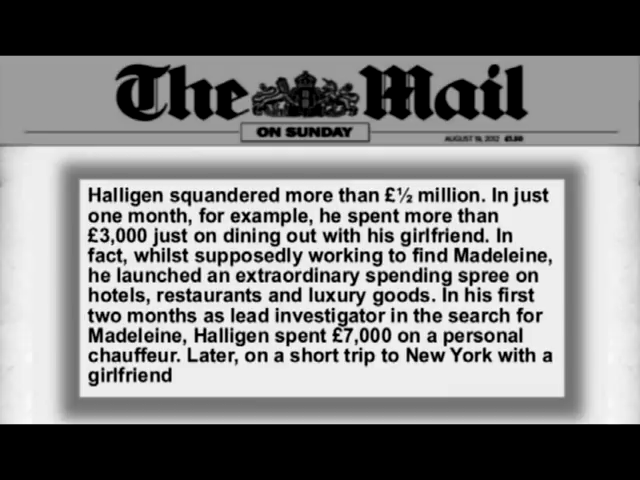 The Mail
ON SUNDAY
AUGUST 19, 2012
Halligen squandered more than £½ million. In just
one month, for example, he spent more than
£3,000 just on dining out with his girlfriend. In
fact, whilst supposedly working to find Madeleine,
he launched an extraordinary spending spree on
hotels, restaurants and luxury goods. In his first
two months as lead investigator in the search for
Madeleine, Halligen spent £7,000 on a personal
chauffeur. Later, on a short trip to New York with a
girlfriend